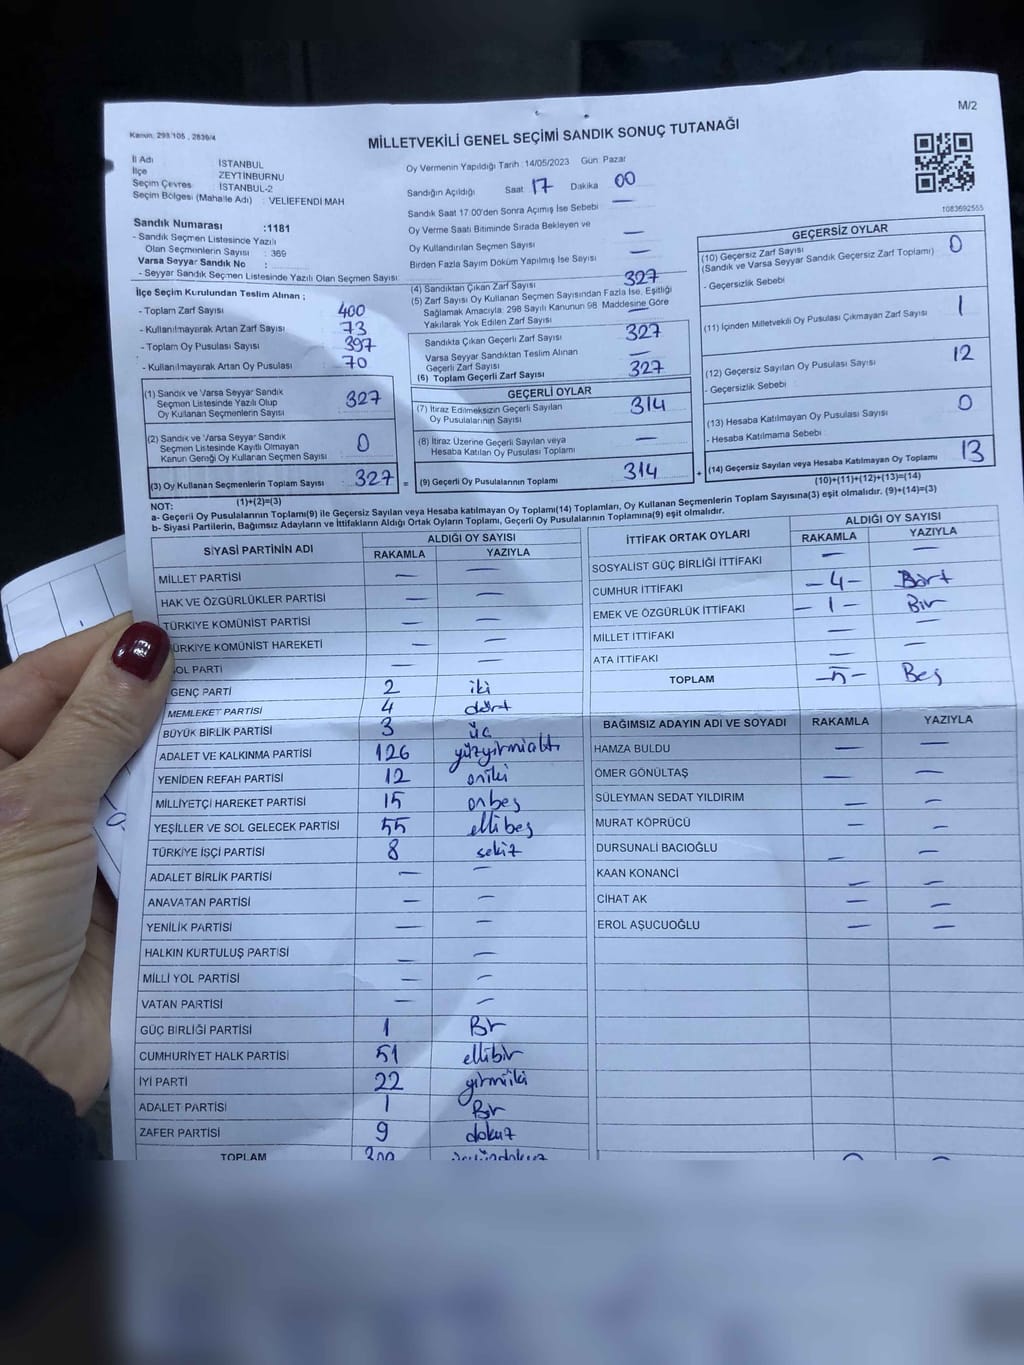 M/2
Kanun: 298/105 , 2839/4
MİLLETVEKİLİ GENEL SEÇİMİ SANDIK SONUÇ TUTANAĞI
İl Adı : İSTANBUL
İlçe : ZEYTİNBURNU
Seçim Çevres : İSTANBUL-2
Seçim Bölgesi (Mahalle Adı) : VELİEFENDİ MAH
Oy Vermenin Yapıldığı Tarih : 14/05/2023 Gün: Pazar
Sandığın Açıldığı Saat 17 Dakika 00
Sandık Saat 17 00'den Sonra Açımış İse Sebebi —
Oy Verme Saati Bitiminde Sırada Bekleyen ve
Oy Kullandırılan Seçmen Sayısı —
Birden Fazla Sayım Döküm Yapılmış İse Sayısı —
1083692555
Sandık Numarası :1181
- Sandık Seçmen Listesinde Yazılı
Olan Seçmenlerin Sayısı : 369
Varsa Seyyar Sandık No :
- Seyyar Sandık Seçmen Listesinde Yazılı Olan Seçmen Sayısı:
İlçe Seçim Kurulundan Teslim Alınan ;
- Toplam Zarf Sayısı : 400
- Kullanılmayarak Artan Zarf Sayısı : 73
- Toplam Oy Pusulası Sayısı : 397
- Kullanılmayarak Artan Oy Pusulası : 70
(1) Sandık ve Varsa Seyyar Sandık
Seçmen Listesinde Yazılı Olup
Oy Kullanan Seçmenlerin Sayısı : 327
(2) Sandık ve Varsa Seyyar Sandık
Seçmen Listesinde Kayıtlı Olmayan
Kanun Gereği Oy Kullanan Seçmen Sayısı : 0
(3) Oy Kullanan Seçmenlerin Toplam Sayısı : 327 =
(1)+(2)=(3)
(4) Sandıktan Çıkan Zarf Sayısı : 327
(5) Zarf Sayısı Oy Kullanan Seçmen Sayısından Fazla İse, Eşitliği
Sağlamak Amacıyla: 298 Sayılı Kanunun 98. Maddesine Göre
Yakılarak Yok Edilen Zarf Sayısı : —
Sandıkta Çıkan Geçerli Zarf Sayısı : 327
Varsa Seyyar Sandıktan Teslim Alınan
Geçerli Zarf Sayısı : —
(6) Toplam Geçerli Zarf Sayısı : 327
GEÇERLİ OYLAR
(7) İtiraz Edilmeksizin Geçerli Sayılan
Oy Pusulalarının Sayısı : 314
(8) İtiraz Üzerine Geçerli Sayılan veya
Hesaba Katılan Oy Pusulası Toplamı : —
(9) Geçerli Oy Pusulalarının Toplamı : 314 +
GEÇERSİZ OYLAR
(10) Geçersiz Zarf Sayısı : 0
(Sandık ve Varsa Seyyar Sandık Geçersiz Zarf Toplamı)
- Geçersizlik Sebebi :
(11) İçinden Milletvekili Oy Pusulası Çıkmayan Zarf Sayısı : 1
(12) Geçersiz Sayılan Oy Pusulası Sayısı : 12
- Geçersizlik Sebebi :
(13) Hesaba Katılmayan Oy Pusulası Sayısı : 0
- Hesaba Katılmama Sebebi :
(14) Geçersiz Sayılan veya Hesaba Katılmayan Oy Toplamı : 13
(10)+(11)+(12)+(13)=(14)
NOT:
a- Geçerli Oy Pusulalarının Toplamı(9) ile Geçersiz Sayılan veya Hesaba katılmayan Oy Toplamı(14) Toplamları, Oy Kullanan Seçmenlerin Toplam Sayısına(3) eşit olmalıdır. (9)+(14)=(3)
b- Siyasi Partilerin, Bağımsız Adayların ve İttifakların Aldığı Ortak Oyların Toplamı, Geçerli Oy Pusulalarının Toplamına(9) eşit olmalıdır.
SİYASİ PARTİNİN ADI ALDIĞI OY SAYISI
RAKAMLA YAZIYLA
MİLLET PARTİSİ — —
HAK VE ÖZGÜRLÜKLER PARTİSİ — —
TÜRKİYE KOMÜNİST PARTİSİ — —
ÜRKİYE KOMÜNİST HAREKETİ — —
OL PARTİ — —
GENÇ PARTİ 2 iki
MEMLEKET PARTİSİ 4 dört
BÜYÜK BİRLİK PARTİSİ 3 üc
ADALET VE KALKINMA PARTİSİ 126 yüzyirmialtı
YENİDEN REFAH PARTİSİ 12 oniki
MİLLİYETÇİ HAREKET PARTİSİ 15 onbeş
YEŞİLLER VE SOL GELECEK PARTİSİ 55 ellibeş
TÜRKİYE İŞÇİ PARTİSİ 8 sekiz
ADALET BİRLİK PARTİSİ — —
ANAVATAN PARTİSİ — —
YENİLİK PARTİSİ — —
HALKIN KURTULUŞ PARTİSİ — —
MİLLİ YOL PARTİSİ — —
VATAN PARTİSİ — —
GÜÇ BİRLİĞİ PARTİSİ 1 Bir
CUMHURİYET HALK PARTİSİ 51 ellibir
İYİ PARTİ 22 yirmiiki
ADALET PARTİSİ 1 Bir
ZAFER PARTİSİ 9 dokuz
TOPLAM
İTTİFAK ORTAK OYLARI ALDIĞI OY SAYISI
RAKAMLA YAZIYLA
SOSYALİST GÜÇ BİRLİĞİ İTTİFAKI — —
CUMHUR İTTİFAKI -4- Dört
EMEK VE ÖZGÜRLÜK İTTİFAKI -1- Bir
MİLLET İTTİFAKI — —
ATA İTTİFAKI — —
TOPLAM -5- Beş
BAĞIMSIZ ADAYIN ADI VE SOYADI RAKAMLA YAZIYLA
HAMZA BULDU — —
ÖMER GÖNÜLTAŞ — —
SÜLEYMAN SEDAT YILDIRIM — —
MURAT KÖPRÜCÜ — —
DURSUNALİ BACIOĞLU — —
KAAN KONANCİ — —
CİHAT AK — —
EROL AŞUCUOĞLU — —